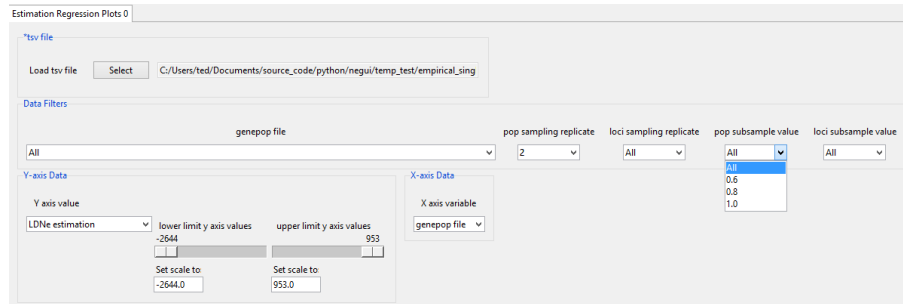 Estimation Regression Plots 0
*tsv file
Load tsv file Select C:/Users/ted/Documents/source_code/python/negui/temp_test/empirical_sing
Data Filters
genepop file pop sampling replicate loci sampling replicate pop subsample value loci subsample value
All 2 All All All
All
0.6
0.8
1.0
Y-axis Data X-axis Data
Y axis value X axis variable
LDNe estimation lower limit y axis values upper limit y axis values genepop file
-2644 953
Set scale to: Set scale to:
-2644.0 953.0